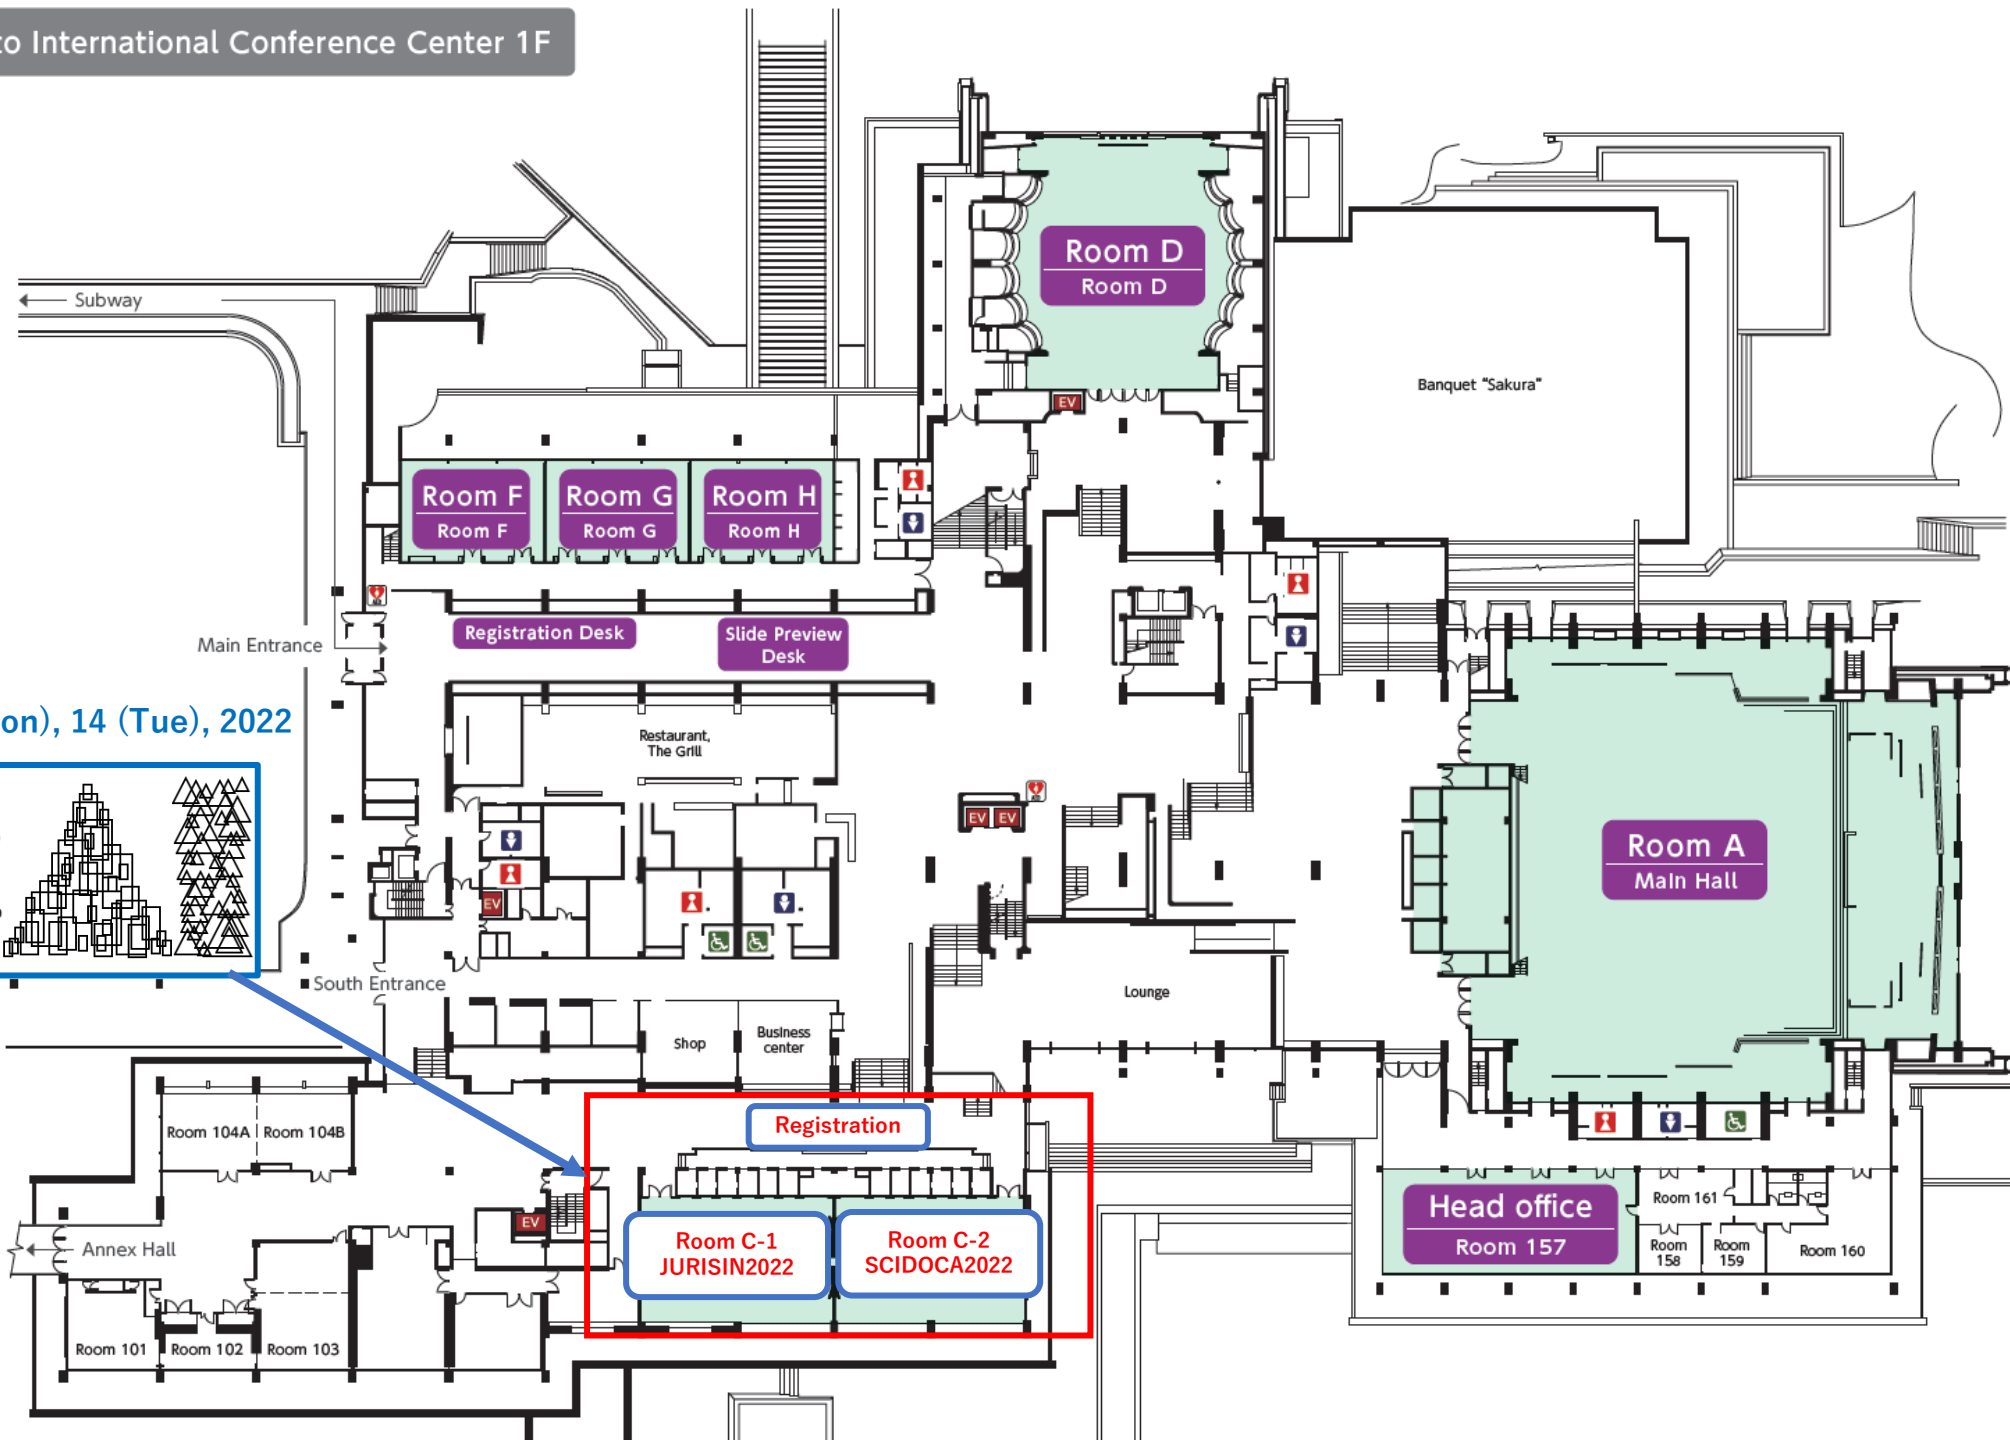 to International Conference Center 1F
Room D
Room D
Subway
Banquet "Sakura"
EV
Room F
Room F
Room G
Room G
Room H
Room H
AED
Main Entrance
Registration Desk
Slide Preview
Desk
on), 14 (Tue), 2022
Restaurant,
The Grill
EV EV
Room A
Main Hall
EV
South Entrance
Lounge
Shop
Business
center
Registration
Room 104A
Room 104B
EV
Annex Hall
Room C-1
JURISIN2022
Room C-2
SCIDOCA2022
Head office
Room 157
Room 161
Room
158
Room
159
Room 160
Room 101
Room 102
Room 103